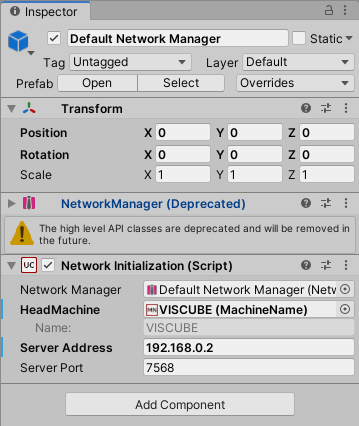 Inspector
Default Network Manager Static
Tag Untagged Layer Default
Prefab Open Select Overrides
Transform
Position X 0 Y 0 Z 0
Rotation X 0 Y 0 Z 0
Scale X 1 Y 1 Z 1
NetworkManager (Deprecated)
The high level API classes are deprecated and will be removed
in the future.
UC Network Initialization (Script)
Network Manager Default Network Manager (Netw
HeadMachine VISCUBE (MachineName)
Name: VISCUBE
Server Address 192.168.0.2
Server Port 7568
Add Component